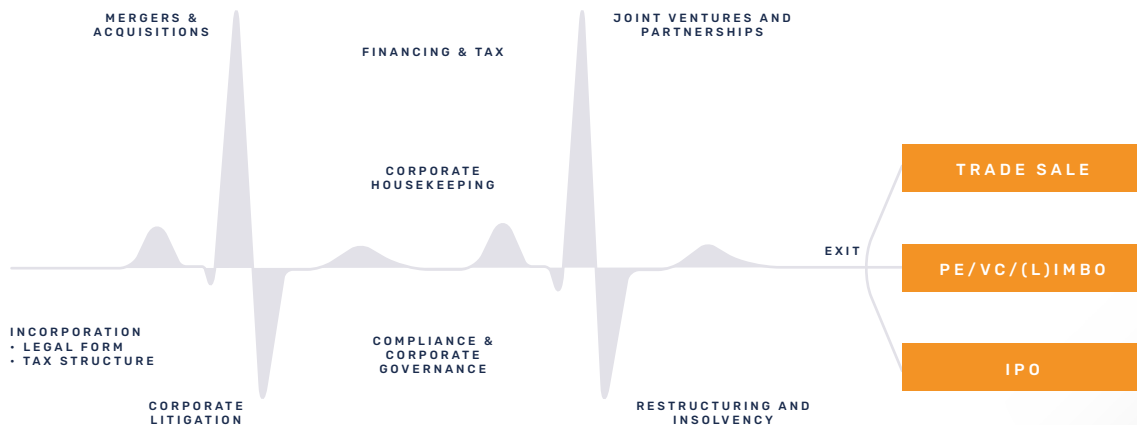 MERGERS &
ACQUISITIONS
JOINT VENTURES AND
PARTNERSHIPS
FINANCING & TAX
CORPORATE
HOUSEKEEPING
TRADE SALE
EXIT
PE/VC/(L)IMBO
INCORPORATION
• LEGAL FORM
• TAX STRUCTURE
COMPLIANCE &
CORPORATE
GOVERNANCE
IPO
CORPORATE
LITIGATION
RESTRUCTURING AND
INSOLVENCY